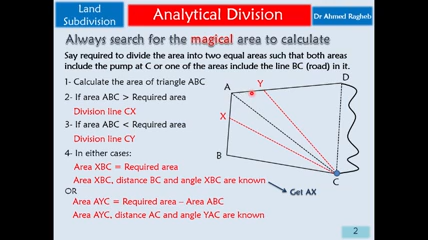 Land
Subdivision
Analytical Division
Dr Ahmed Ragheb
Always search for the magical area to calculate
Say required to divide the area into two equal areas such that both areas
include the pump at C or one of the areas include the line BC (road) in it.
1- Calculate the area of triangle ABC
2- If area ABC > Required area
Division line CX
3- If area ABC < Required area
Division line CY
4- In either cases:
Area XBC = Required area
Area XBC, distance BC and angle XBC are known
OR
Area AYC = Required area – Area ABC
Area AYC, distance AC and angle YAC are known
Get AX
A
Y
D
X
B
C
2